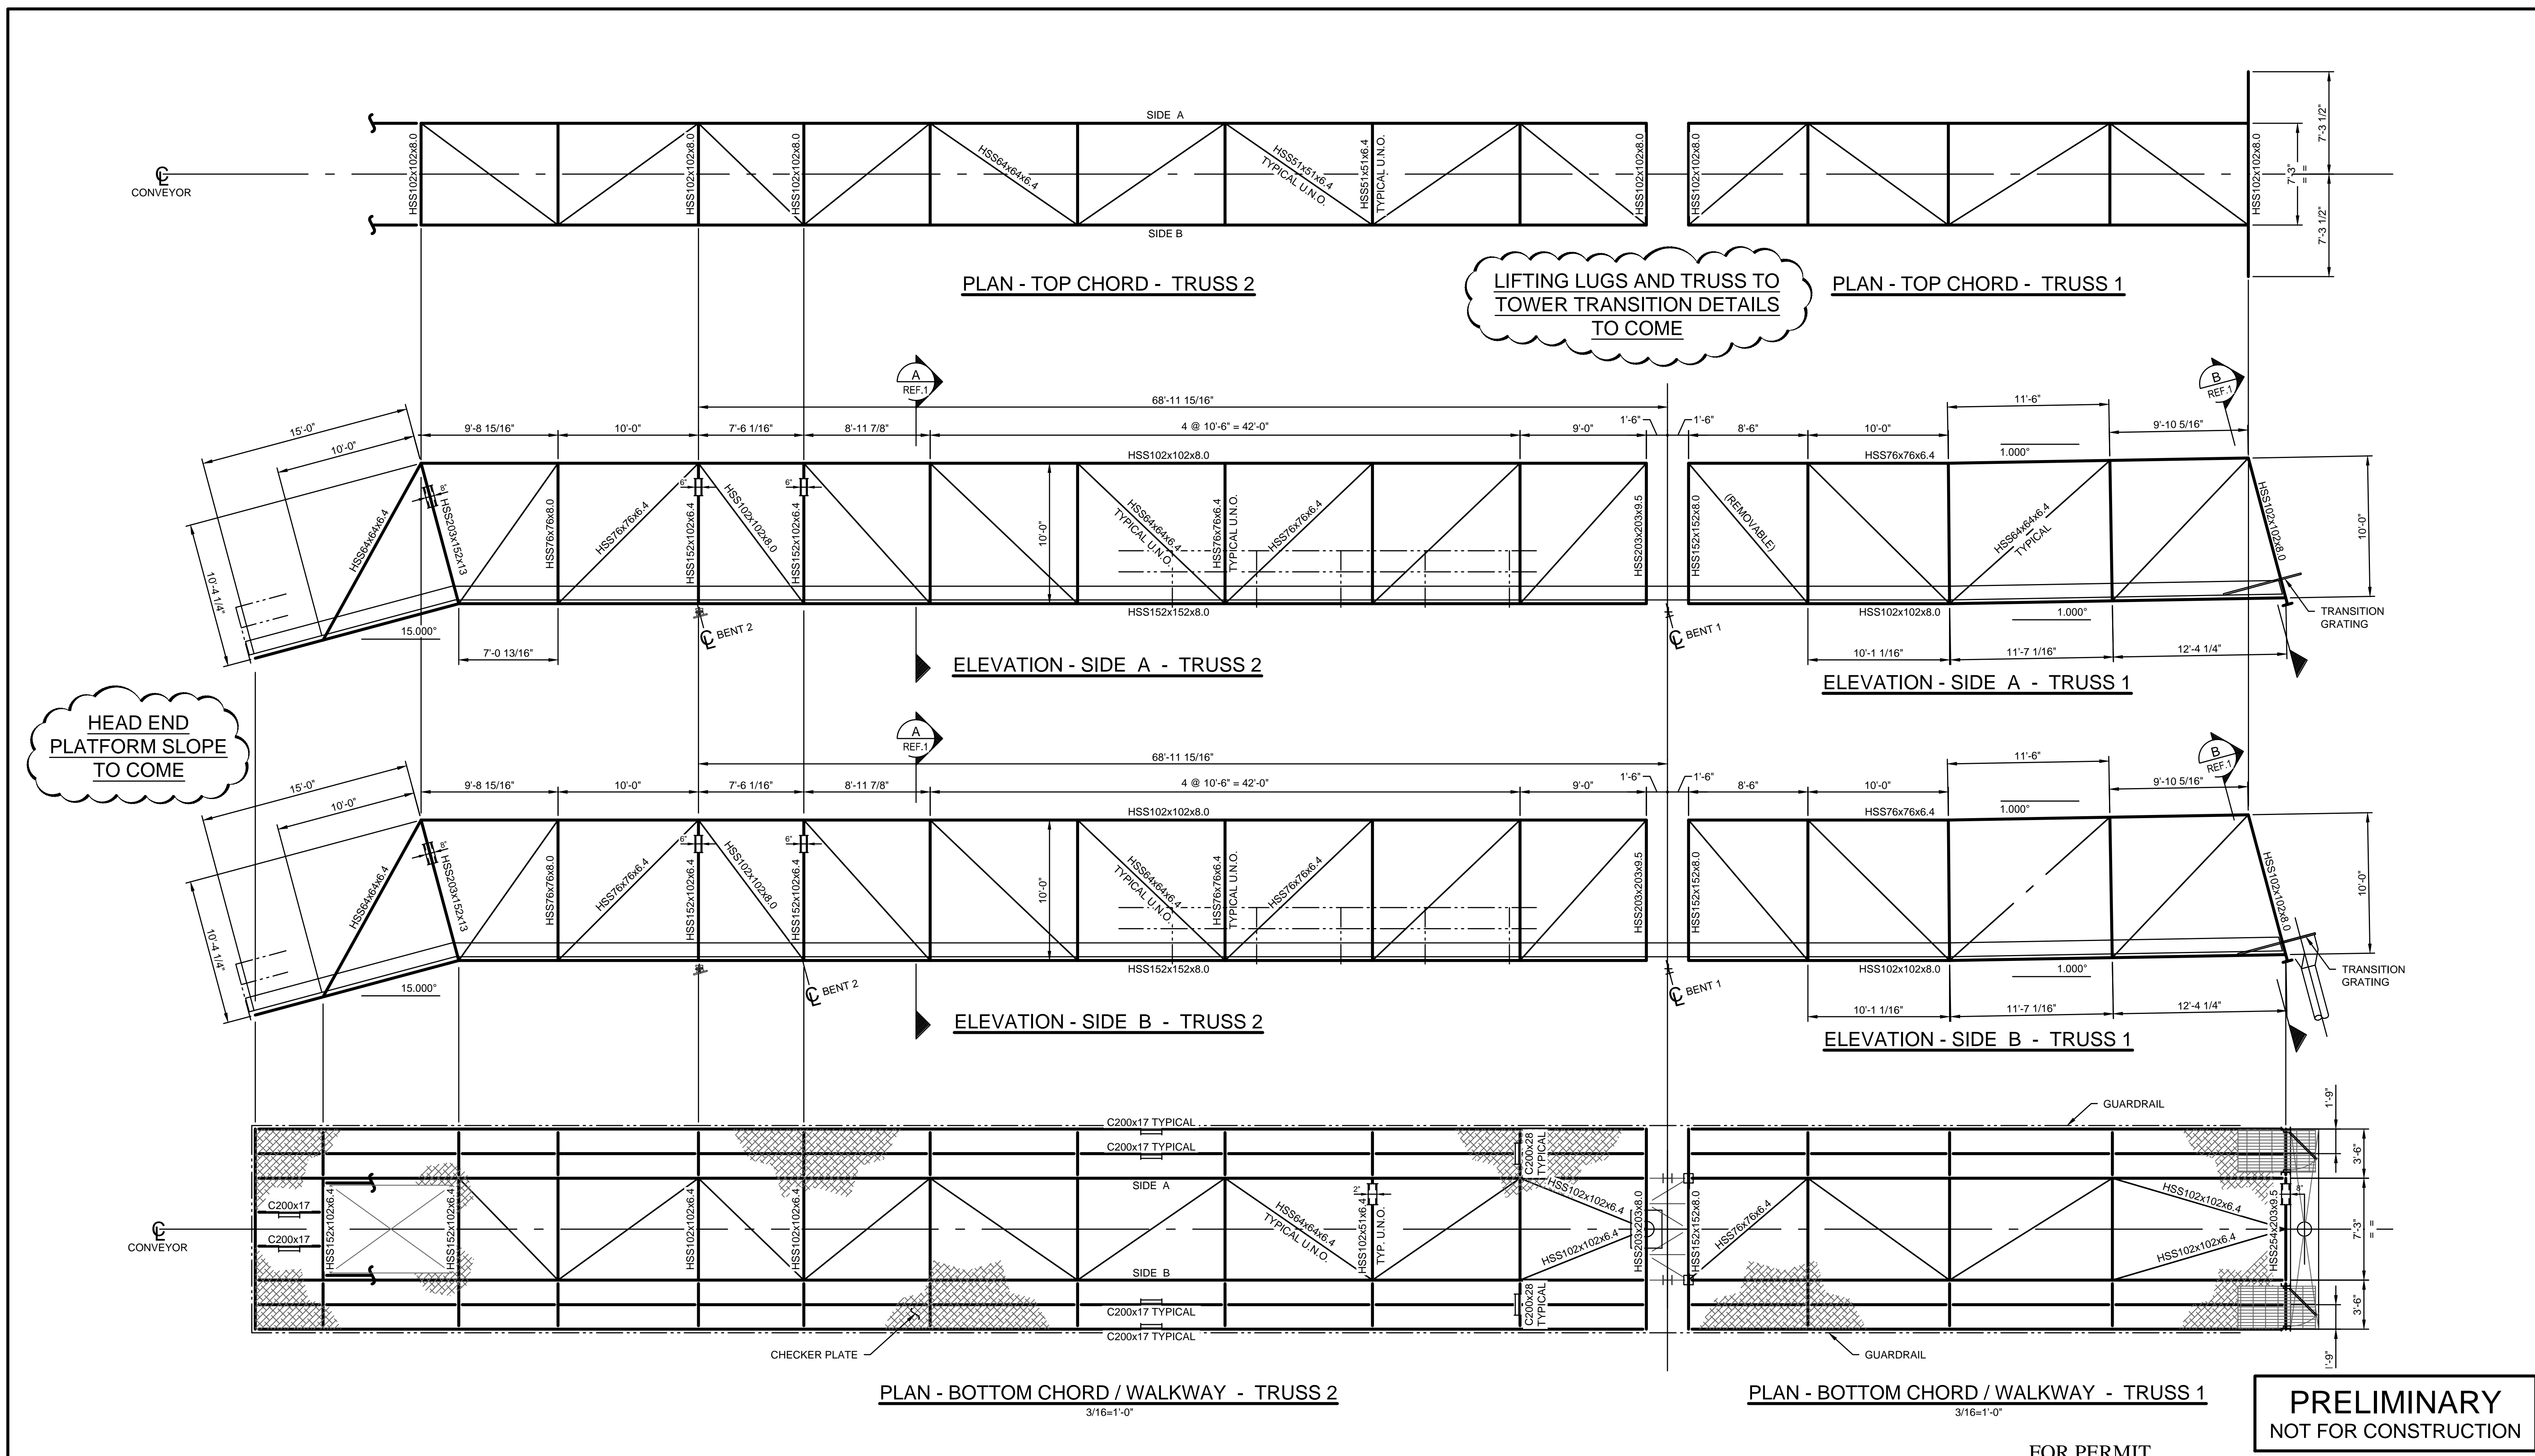 SIDE A
HSS102x102x8.0
HSS102x102x8.0
HSS102x102x8.0
HSS64x64x6.4
HSS51x51x6.4
TYPICAL U.N.O.
HSS51x51x6.4
TYPICAL U.N.O.
HSS102x102x8.0
HSS102x102x8.0
HSS102x102x8.0
7'-3 1/2"
7'-3"
=
=
7'-3 1/2"
CL
CONVEYOR
SIDE B
PLAN - TOP CHORD - TRUSS 2
LIFTING LUGS AND TRUSS TO
TOWER TRANSITION DETAILS
TO COME
PLAN - TOP CHORD - TRUSS 1
A
REF.1
B
REF.1
68'-11 15/16"
15'-0"
10'-0"
9'-8 15/16"
10'-0"
7'-6 1/16"
8'-11 7/8"
4 @ 10'-6" = 42'-0"
9'-0"
1'-6"
1'-6"
8'-6"
10'-0"
11'-6"
9'-10 5/16"
HSS102x102x8.0
HSS76x76x6.4
1.000°
10'-4 1/4"
HSS64x64x6.4
8"
HSS203x152x13
HSS76x76x8.0
HSS76x76x6.4
6"
HSS152x102x6.4
HSS102x102x8.0
6"
HSS152x102x6.4
10'-0"
HSS64x64x6.4
TYPICAL U.N.O.
HSS76x76x6.4
TYPICAL U.N.O.
HSS76x76x6.4
HSS203x203x9.5
HSS152x152x8.0
(REMOVABLE)
HSS64x64x6.4
TYPICAL
HSS102x102x8.0
10'-0"
HSS152x152x8.0
HSS102x102x8.0
1.000°
TRANSITION
GRATING
15.000°
7'-0 13/16"
CL BENT 2
CL BENT 1
10'-1 1/16"
11'-7 1/16"
12'-4 1/4"
ELEVATION - SIDE A - TRUSS 2
ELEVATION - SIDE A - TRUSS 1
HEAD END
PLATFORM SLOPE
TO COME
A
REF.1
B
REF.1
68'-11 15/16"
15'-0"
10'-0"
9'-8 15/16"
10'-0"
7'-6 1/16"
8'-11 7/8"
4 @ 10'-6" = 42'-0"
9'-0"
1'-6"
1'-6"
8'-6"
10'-0"
11'-6"
9'-10 5/16"
HSS102x102x8.0
HSS76x76x6.4
1.000°
10'-4 1/4"
HSS64x64x6.4
8"
HSS203x152x13
HSS76x76x8.0
HSS76x76x6.4
6"
HSS152x102x6.4
HSS102x102x8.0
6"
HSS152x102x6.4
10'-0"
HSS64x64x6.4
TYPICAL U.N.O.
HSS76x76x6.4
TYPICAL U.N.O.
HSS76x76x6.4
HSS203x203x9.5
HSS152x152x8.0
HSS102x102x8.0
10'-0"
HSS152x152x8.0
HSS102x102x8.0
1.000°
TRANSITION
GRATING
15.000°
CL BENT 2
CL BENT 1
10'-1 1/16"
11'-7 1/16"
12'-4 1/4"
ELEVATION - SIDE B - TRUSS 2
ELEVATION - SIDE B - TRUSS 1
GUARDRAIL
1'-9"
C200x17 TYPICAL
C200x17 TYPICAL
C200x28
TYPICAL
3'-6"
SIDE A
C200x17
C200x17
HSS152x102x6.4
HSS152x102x6.4
HSS102x102x6.4
HSS102x102x6.4
HSS64x64x6.4
TYPICAL U.N.O.
2"
HSS102x51x6.4
TYP. U.N.O.
HSS102x102x6.4
HSS102x102x6.4
HSS203x203x8.0
HSS152x152x8.0
HSS76x76x6.4
HSS102x102x6.4
HSS102x102x6.4
HSS254x203x9.5
8"
7'-3"
=
=
CL
CONVEYOR
SIDE B
C200x28
TYPICAL
C200x17 TYPICAL
C200x17 TYPICAL
3'-6"
CHECKER PLATE
GUARDRAIL
1'-9"
PLAN - BOTTOM CHORD / WALKWAY - TRUSS 2
3/16=1'-0"
PLAN - BOTTOM CHORD / WALKWAY - TRUSS 1
3/16=1'-0"
PRELIMINARY
NOT FOR CONSTRUCTION
FOR PERMIT